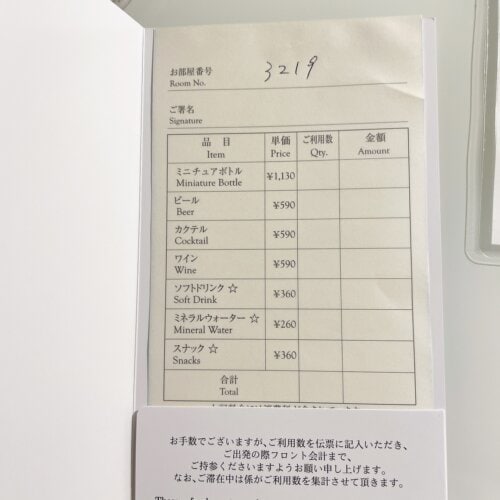 お部屋番号
Room No. 3219
ご署名
Signature
品 目 単価 ご利用数 金額
Item Price Qty. Amount
ミニチュアボトル
Miniature Bottle ¥1,130
ビール
Beer ¥590
カクテル
Cocktail ¥590
ワイン
Wine ¥590
ソフトドリンク ☆
Soft Drink ¥360
ミネラルウォーター ☆
Mineral Water ¥260
スナック ☆
Snacks ¥360
合計
Total
お手数でございますが、ご利用数を伝票に記入いただき、
ご出発の際フロント会計まで、
ご持参くださいますようお願い申し上げます。
なお、ご滞在中は係がご利用数を集計させて頂きます。